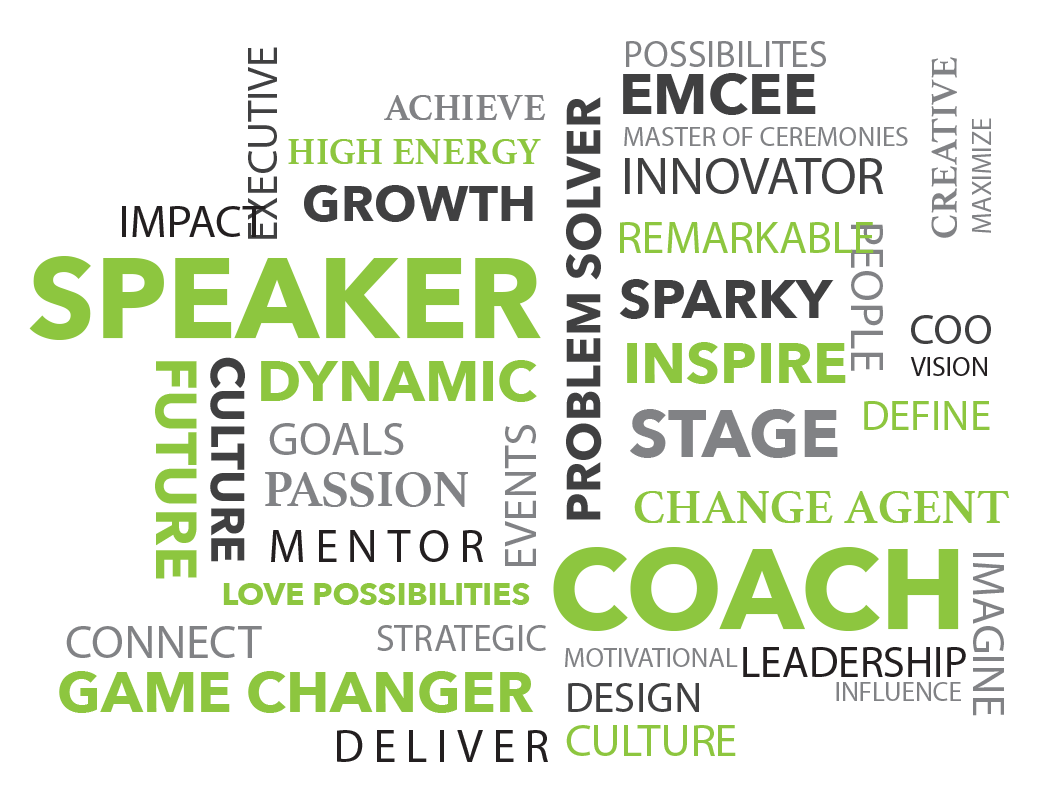 EXECUTIVE
ACHIEVE
HIGH ENERGY
GROWTH
IMPACT
SPEAKER
FUTURE
CULTURE
DYNAMIC
GOALS
PASSION
MENTOR
EVENTS
LOVE POSSIBILITIES
CONNECT
STRATEGIC
GAME CHANGER
DELIVER
PROBLEM SOLVER
POSSIBILITES
EMCEE
MASTER OF CEREMONIES
INNOVATOR
CREATIVE
MAXIMIZE
REMARKABLE
PEOPLE
SPARKY
COO
INSPIRE
VISION
STAGE
DEFINE
CHANGE AGENT
COACH
IMAGINE
MOTIVATIONAL
LEADERSHIP
DESIGN
INFLUENCE
CULTURE